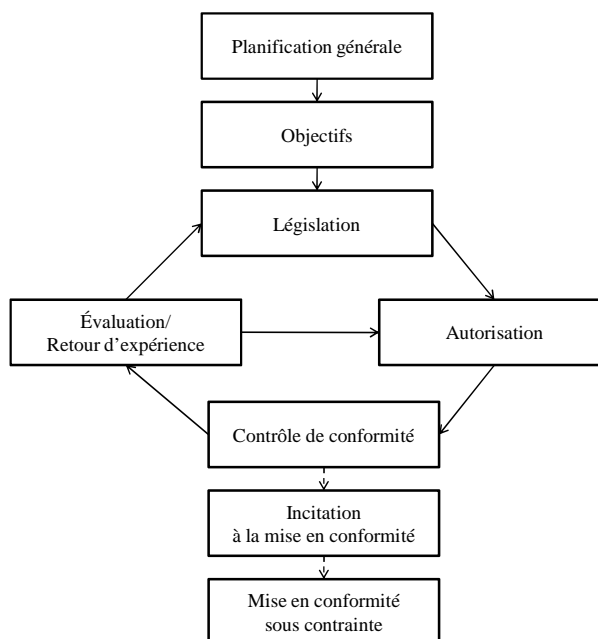 Planification générale
Objectifs
Législation
Évaluation/
Retour d’expérience
Autorisation
Contrôle de conformité
Incitation
à la mise en conformité
Mise en conformité
sous contrainte